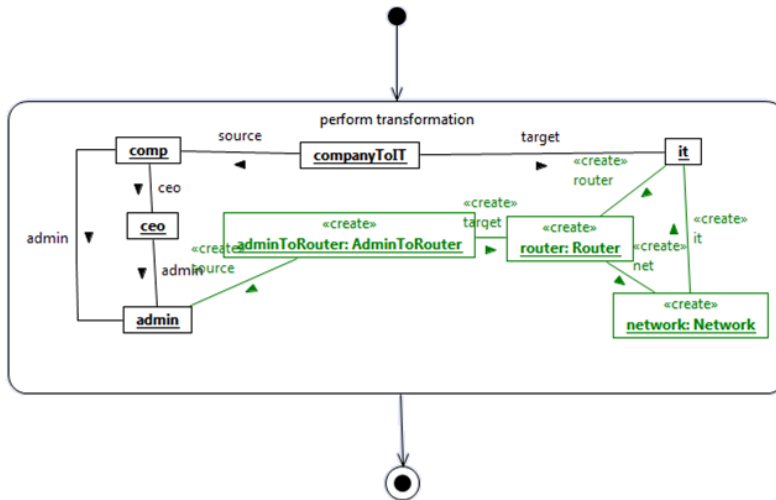 perform transformation
source
target
comp
companyToIT
it
«create»
router
ceo
«create»
target
«create»
adminToRouter: AdminToRouter
«create»
router: Router
«create»
it
admin
ceo
«create»
source
«create»
net
admin
admin
«create»
network: Network